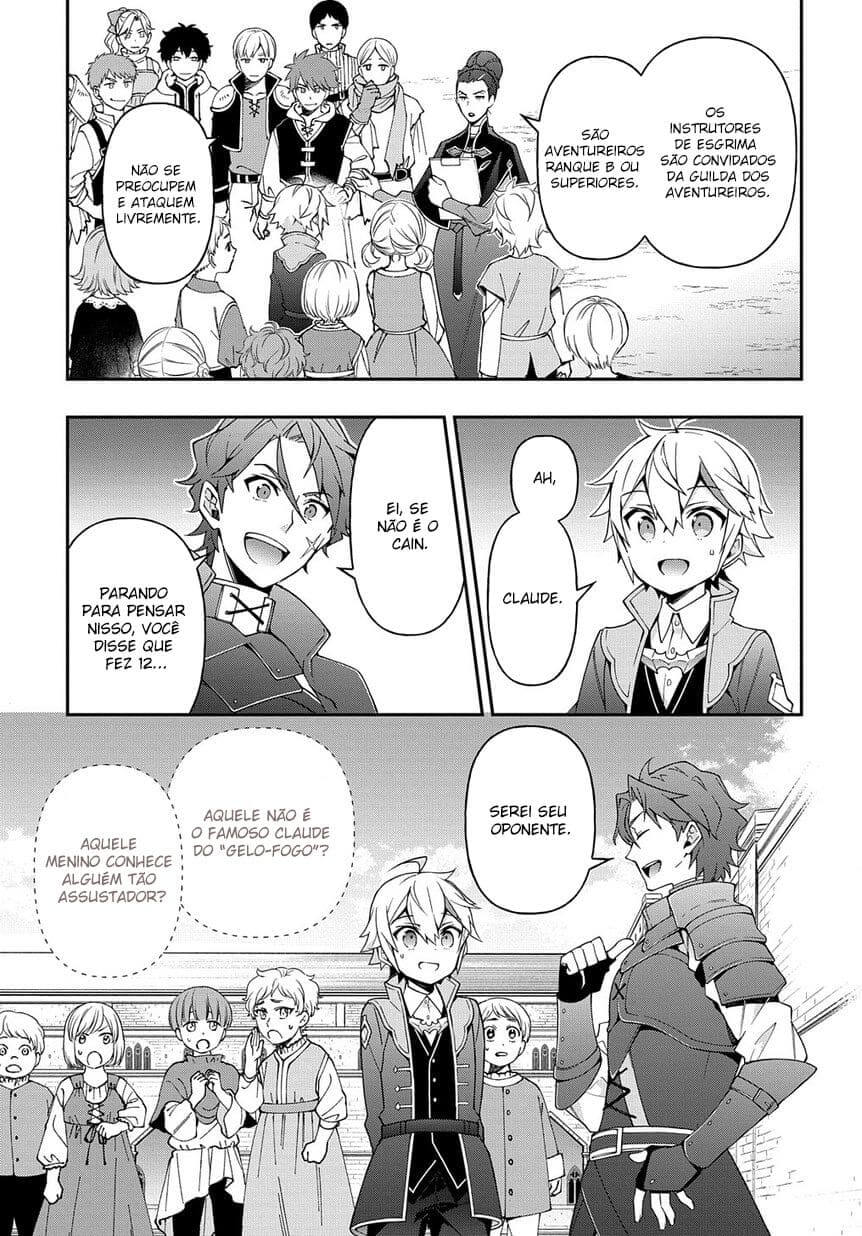 OS
INSTRUTORES
DE ESGRIMA
SÃO CONVIDADOS
DA GUILDA DOS
AVENTUREIROS.
SÃO
AVENTUREIROS
RANQUE B OU
SUPERIORES.
NÃO SE
PREOCUPEM
E ATAQUEM
LIVREMENTE.
AH,
CLAUDE.
EI, SE
NÃO É O
CAIN.
PARANDO
PARA PENSAR
NISSO, VOCÊ
DISSE QUE
FEZ 12...
SEREI SEU
OPONENTE.
AQUELE NÃO É
O FAMOSO CLAUDE
DO “GELO-FOGO”?
AQUELE
MENINO CONHECE
ALGUÉM TÃO
ASSUSTADOR?